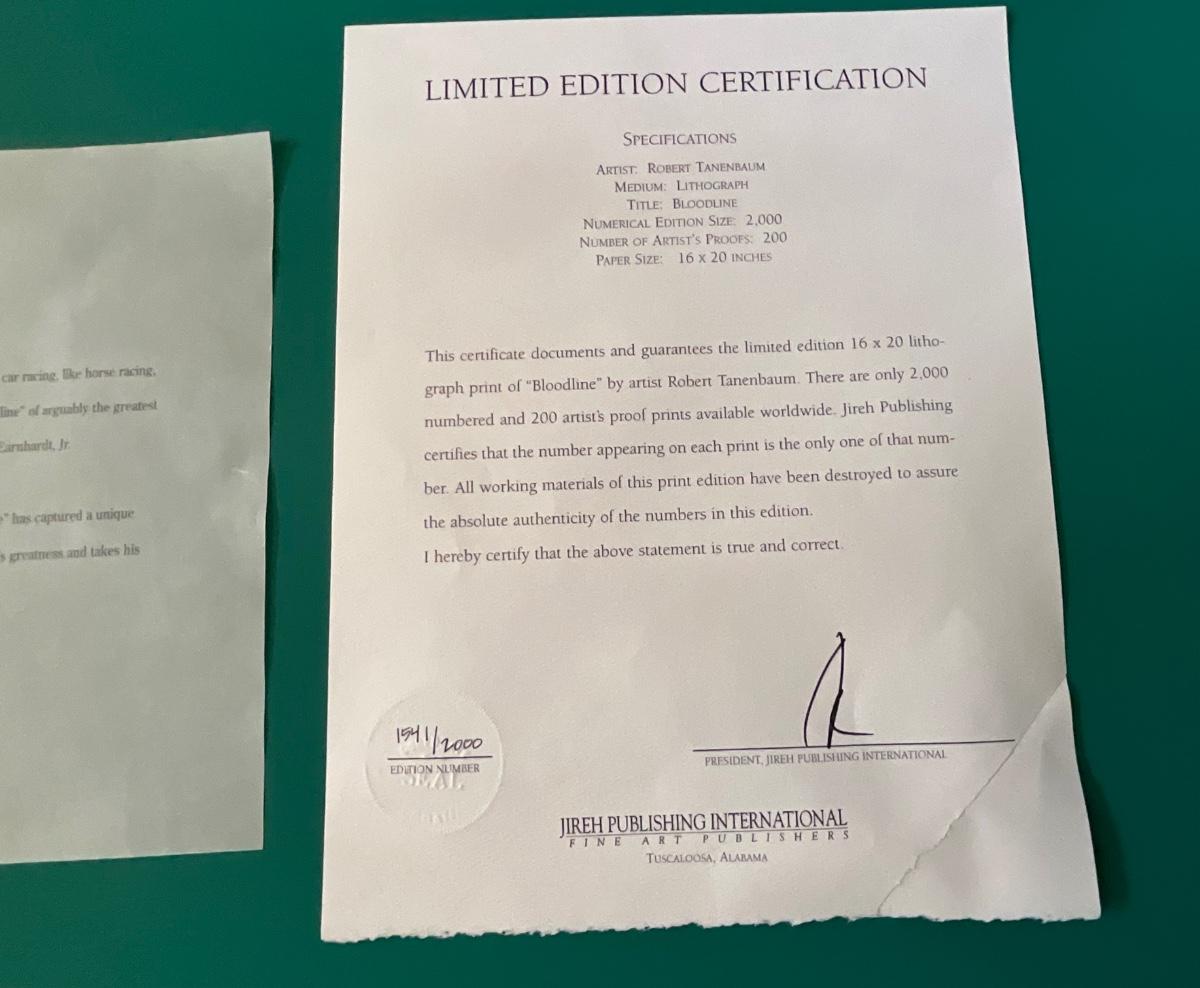 car racing, like horse racing,
line" of arguably the greatest
Earnhardt, Jr.
" has captured a unique
s greatness and takes his
LIMITED EDITION CERTIFICATION
SPECIFICATIONS
ARTIST: ROBERT TANENBAUM
MEDIUM: LITHOGRAPH
TITLE: BLOODLINE
NUMERICAL EDITION SIZE: 2,000
NUMBER OF ARTIST'S PROOFS: 200
PAPER SIZE: 16 X 20 INCHES
This certificate documents and guarantees the limited edition 16 x 20 litho-
graph print of "Bloodline" by artist Robert Tanenbaum. There are only 2,000
numbered and 200 artist's proof prints available worldwide. Jireh Publishing
certifies that the number appearing on each print is the only one of that num-
ber. All working materials of this print edition have been destroyed to assure
the absolute authenticity of the numbers in this edition.
I hereby certify that the above statement is true and correct.
1541/2000
EDITION NUMBER
SEAL
PRESIDENT, JIREH PUBLISHING INTERNATIONAL
JIREH PUBLISHING INTERNATIONAL
FINE ART PUBLISHERS
TUSCALOOSA, ALABAMA